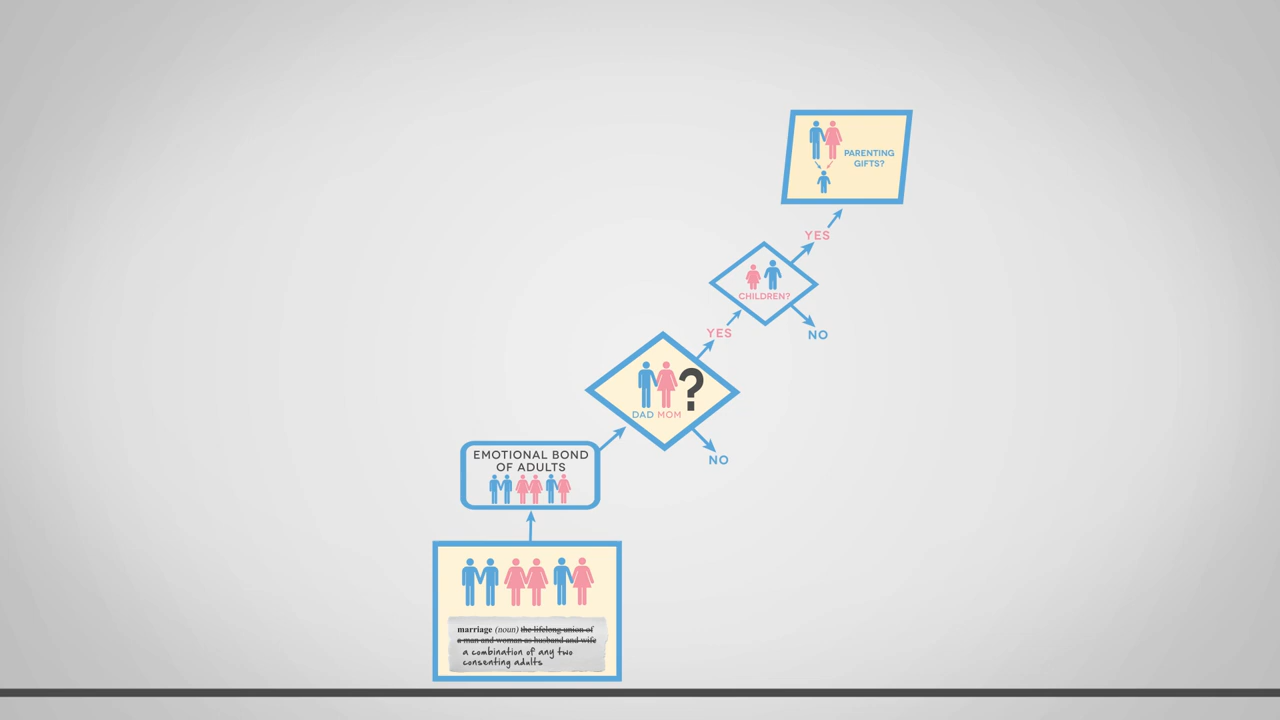 PARENTING
GIFTS?
YES
CHILDREN?
NO
YES
?
DAD MOM
NO
EMOTIONAL BOND
OF ADULTS
marriage (noun) the lifelong union of
a man and woman as husband and wife
a combination of any two
consenting adults